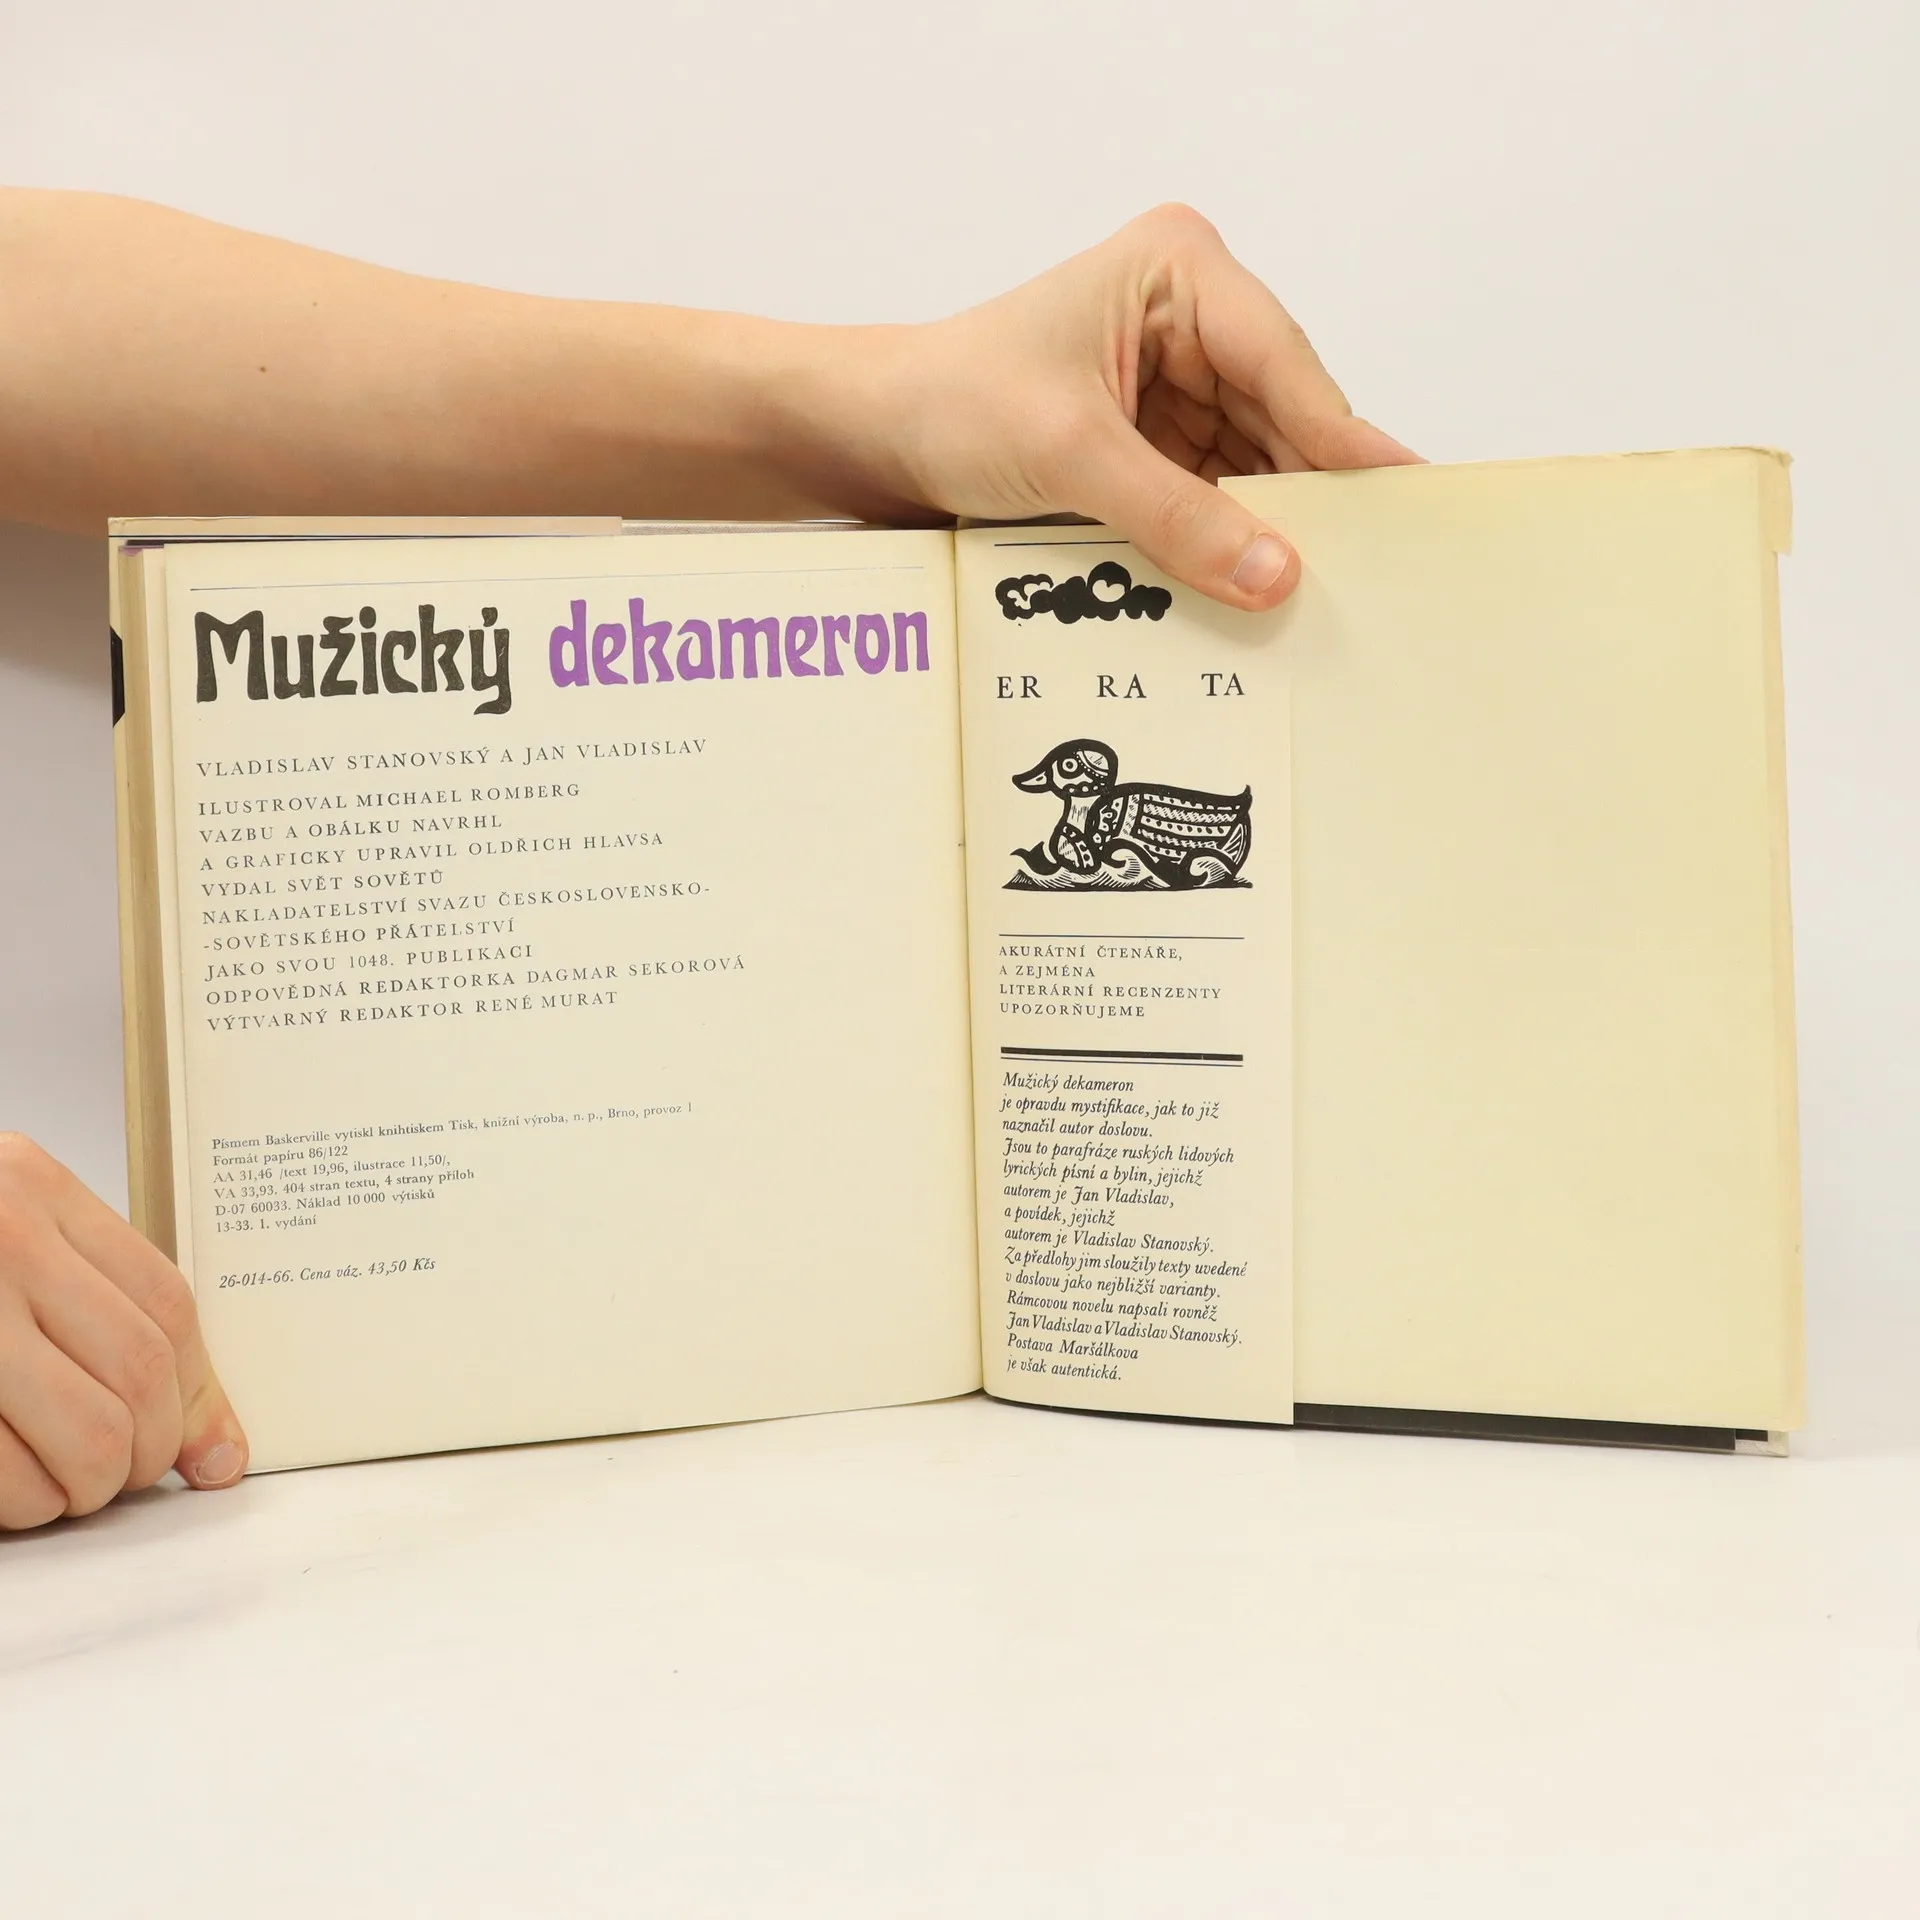 Mužický dekameron
VLADISLAV STANOVSKÝ A JAN VLADISLAV
ILUSTROVAL MICHAEL ROMBERG
VAZBU A OBÁLKU NAVRHL
A GRAFICKY UPRAVIL OLDŘICH HLAVSA
VYDAL SVĚT SOVĚTŮ
NAKLADATELSTVÍ SVAZU ČESKOSLOVENSKO-
-SOVĚTSKÉHO PŘÁTELSTVÍ
JAKO SVOU 1048. PUBLIKACI
ODPOVĚDNÁ REDAKTORKA DAGMAR SEKOROVÁ
VÝTVARNÝ REDAKTOR RENÉ MURAT
Písmem Baskerville vytiskl knihtiskem Tisk, knižní výroba, n. p., Brno, provoz 1
Formát papíru 86/122
AA 31,46 /text 19,96, ilustrace 11,50/,
VA 33,93. 404 stran textu, 4 strany příloh
D-07 60033. Náklad 10 000 výtisků
13-33. 1. vydání
26-014-66. Cena váz. 43,50 Kčs
ER RA TA
AKURÁTNÍ ČTENÁŘE,
A ZEJMÉNA
LITERÁRNÍ RECENZENTY
UPOZORŇUJEME
Mužický dekameron
je opravdu mystifikace, jak to již
naznačil autor doslovu.
Jsou to parafráze ruských lidových
lyrických písní a bylin, jejichž
autorem je Jan Vladislav,
a povídek, jejichž
autorem je Vladislav Stanovský.
Za předlohy jim sloužily texty uvedené
v doslovu jako nejbližší varianty.
Rámcovou novelu napsali rovněž
Jan Vladislav a Vladislav Stanovský.
Postava Maršálkova
je však autentická.